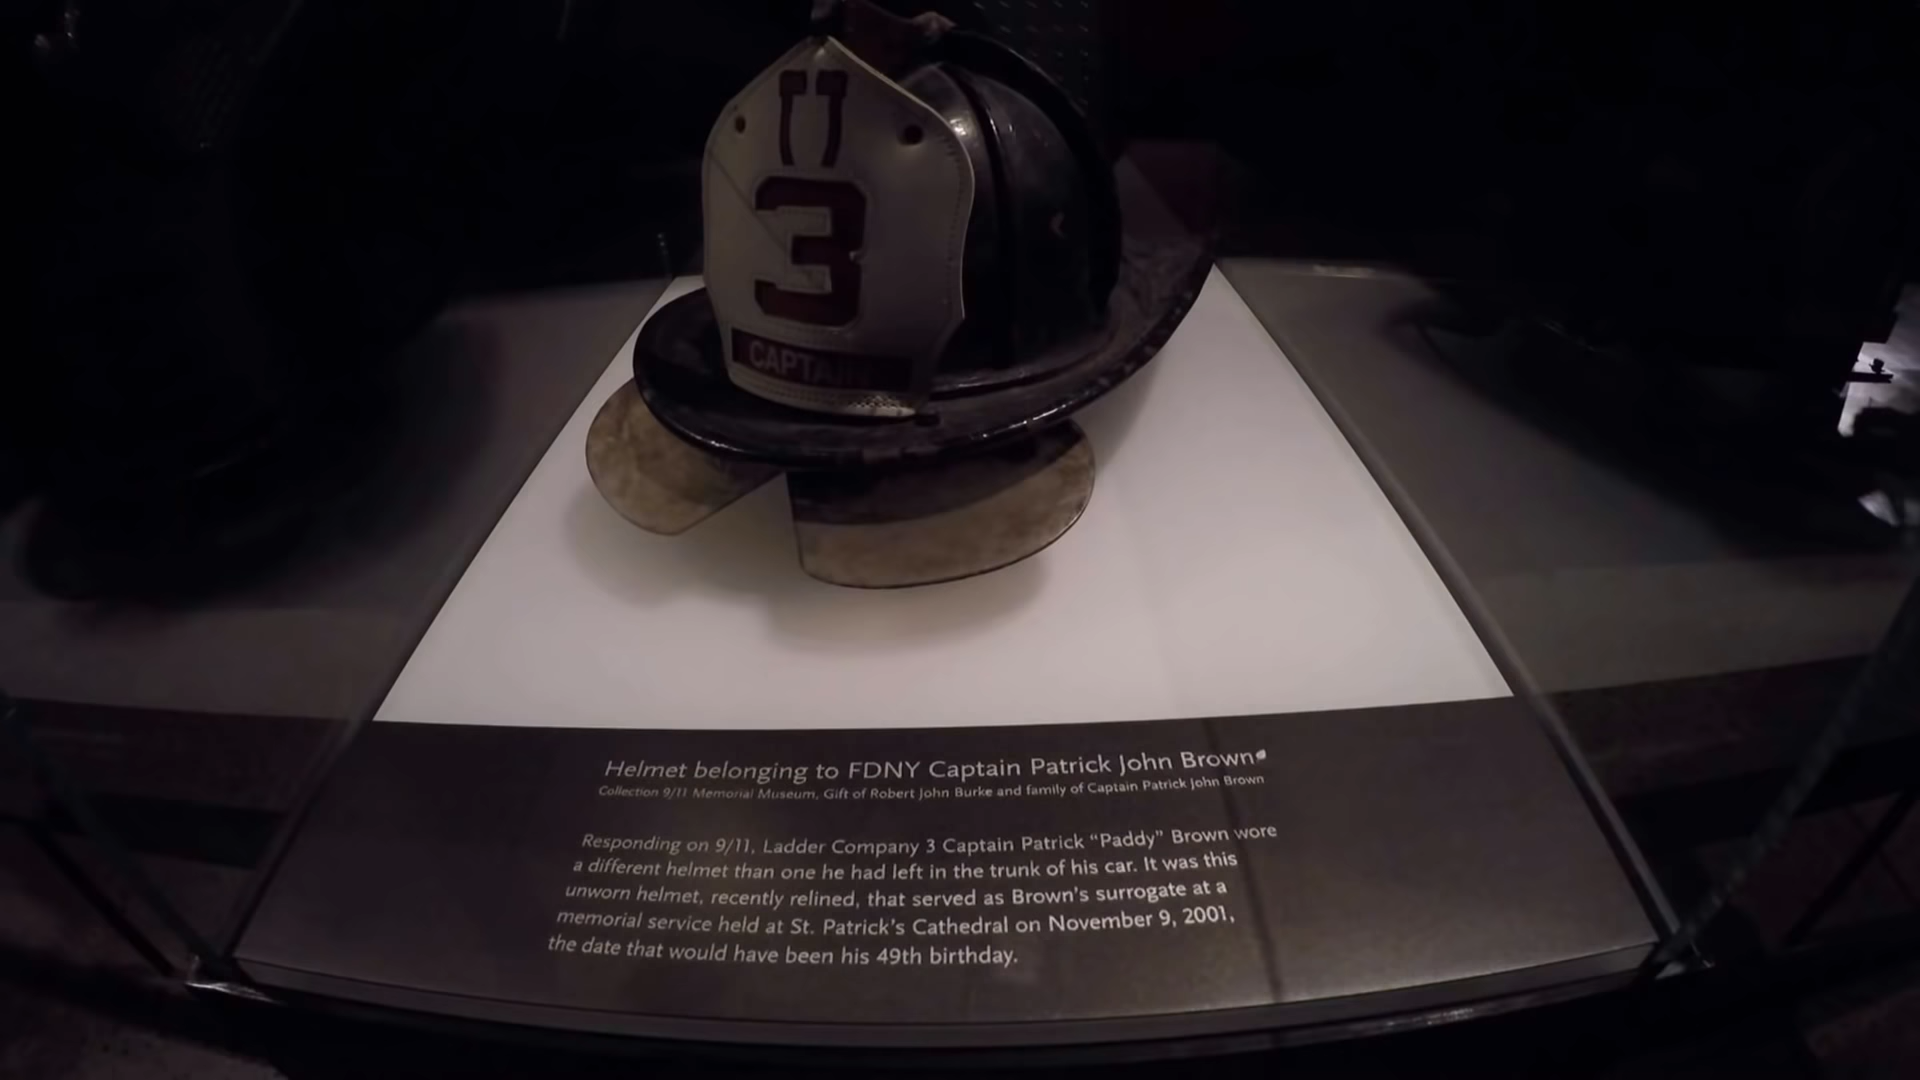 3
CAPTAIN
Helmet belonging to FDNY Captain Patrick John Brown
Collection 9/11 Memorial Museum, Gift of Robert John Burke and family of Captain Patrick John Brown
Responding on 9/11, Ladder Company 3 Captain Patrick “Paddy” Brown wore
a different helmet than one he had left in the trunk of his car. It was this
unworn helmet, recently relined, that served as Brown’s surrogate at a
memorial service held at St. Patrick’s Cathedral on November 9, 2001,
the date that would have been his 49th birthday.